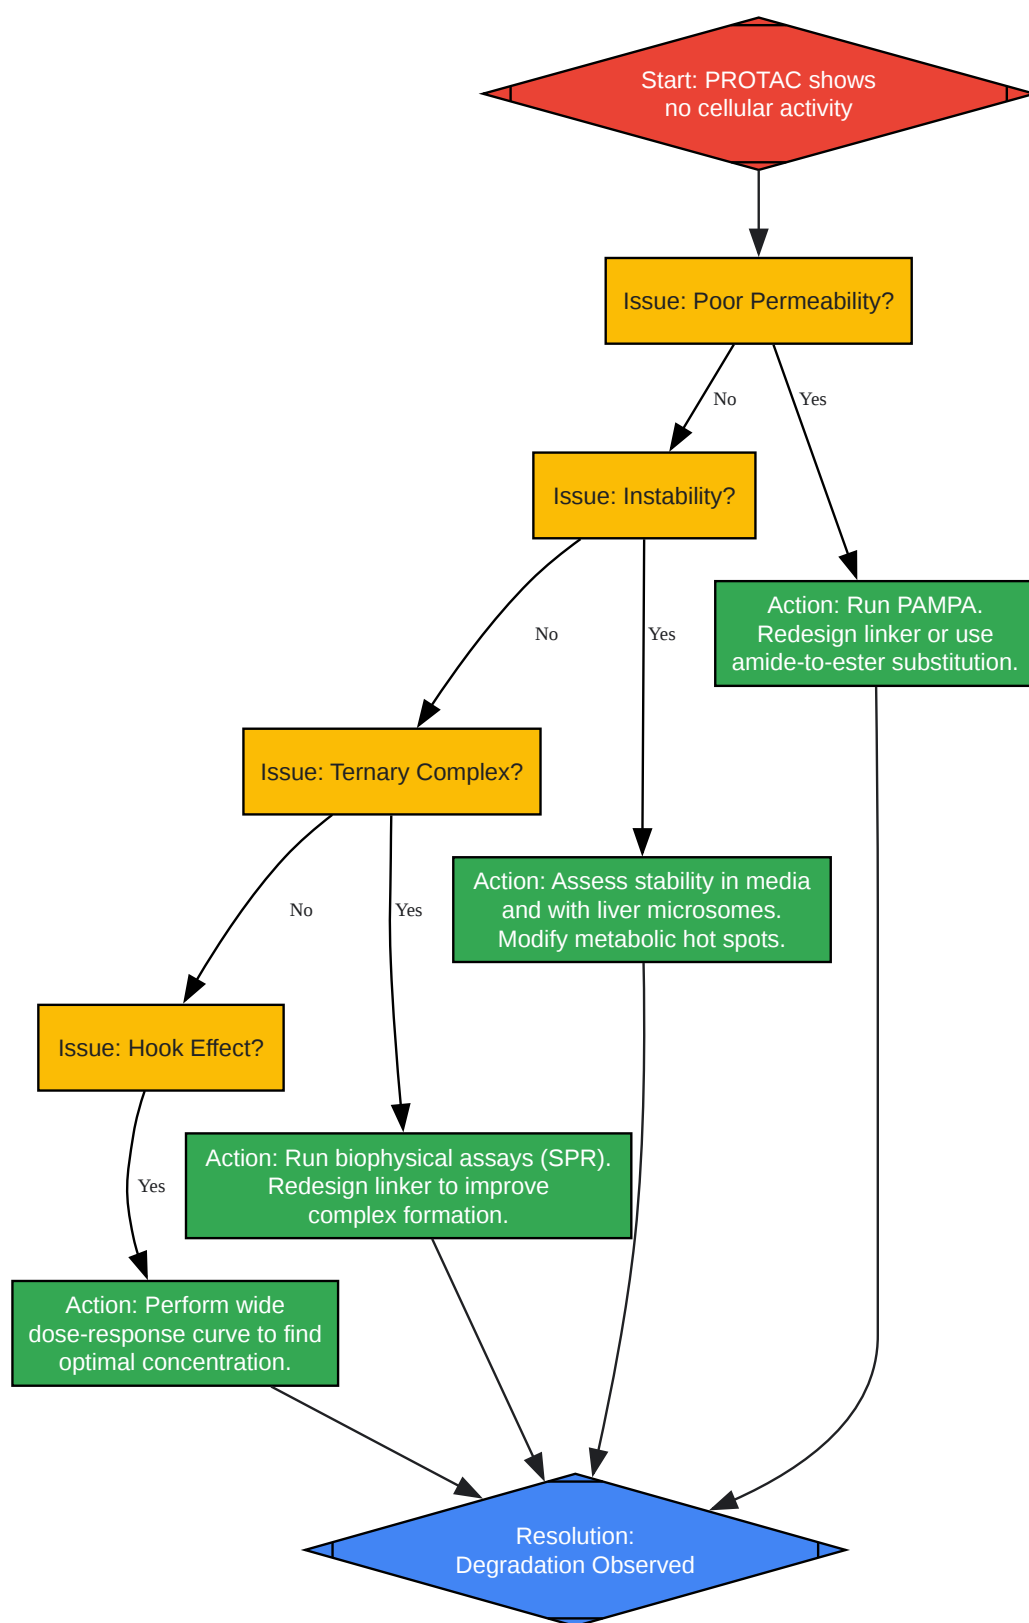 Start: PROTAC shows
no cellular activity
Issue: Poor Permeability?
No
Yes
Issue: Instability?
Action: Run PAMPA.
Redesign linker or use
amide-to-ester substitution.
No
Yes
Issue: Ternary Complex?
Action: Assess stability in media
and with liver microsomes.
Modify metabolic hot spots.
No
Yes
Issue: Hook Effect?
Action: Run biophysical assays (SPR).
Redesign linker to improve
complex formation.
Yes
Action: Perform wide
dose-response curve to find
optimal concentration.
Resolution:
Degradation Observed